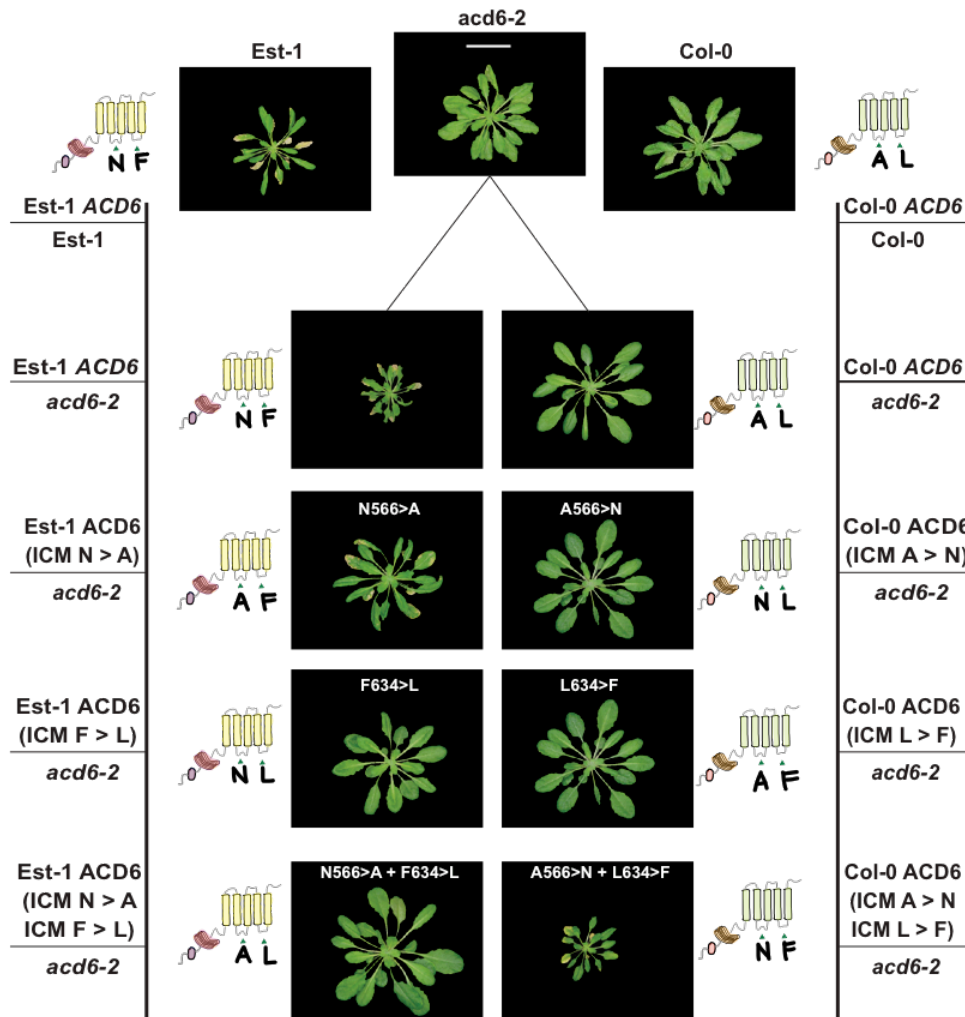 acd6-2
Est-1
Col-0
N F
A L
Est-1 ACD6
Est-1
Col-0 ACD6
Col-0
Est-1 ACD6
acd6-2
N F
A L
Col-0 ACD6
acd6-2
Est-1 ACD6
(ICM N > A)
acd6-2
A F
N566>A
A566>N
N L
Col-0 ACD6
(ICM A > N)
acd6-2
Est-1 ACD6
(ICM F > L)
acd6-2
N L
F634>L
L634>F
A F
Col-0 ACD6
(ICM L > F)
acd6-2
Est-1 ACD6
(ICM N > A
ICM F > L)
acd6-2
A L
N566>A + F634>L
A566>N + L634>F
N F
Col-0 ACD6
(ICM A > N
ICM L > F)
acd6-2